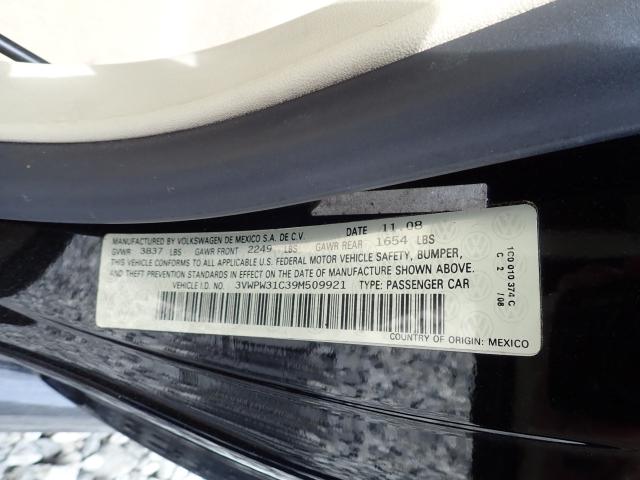 MANUFACTURED BY VOLKSWAGEN DE MEXICO S.A. DE C.V. DATE 11 08
GVWR 3837 LBS GAWR FRONT 2249 LBS GAWR REAR 1654 LBS
THIS VEHICLE CONFORMS TO ALL APPLICABLE U.S. FEDERAL MOTOR VEHICLE SAFETY, BUMPER,
AND THEFT PREVENTION STANDARDS IN EFFECT ON THE DATE OF MANUFACTURE SHOWN ABOVE.
VEHICLE I.D. NO. 3VWPW31C39M509921 TYPE: PASSENGER CAR
COUNTRY OF ORIGIN: MEXICO
1C0 010 374 C
C 2 /08